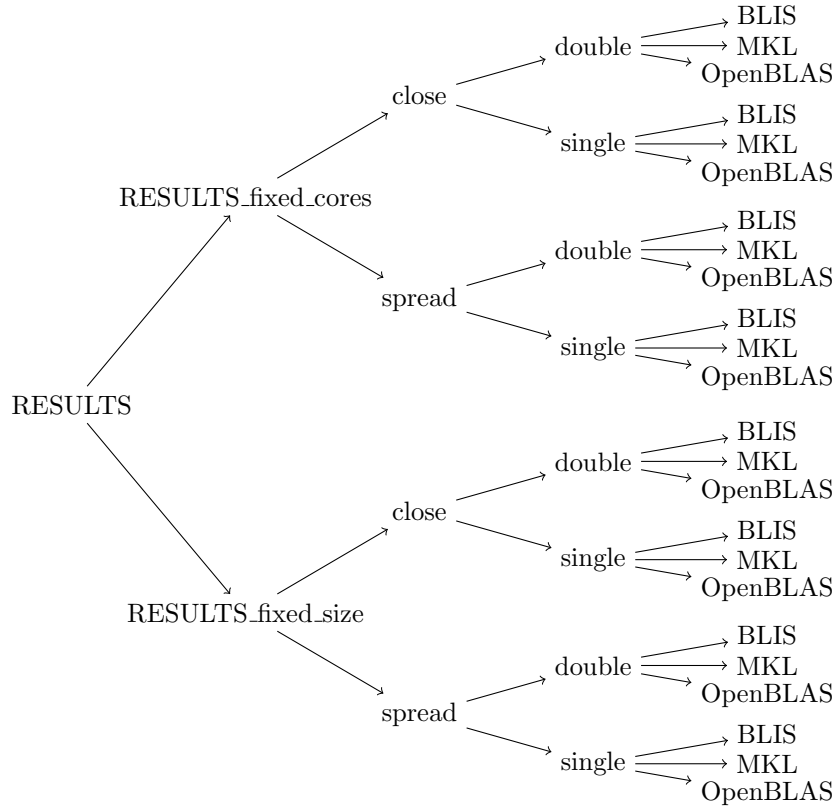 BLIS
double
MKL
OpenBLAS
close
BLIS
single
MKL
OpenBLAS
RESULTS_fixed_cores
BLIS
double
MKL
OpenBLAS
spread
BLIS
single
MKL
OpenBLAS
RESULTS
BLIS
double
MKL
OpenBLAS
close
BLIS
single
MKL
OpenBLAS
RESULTS_fixed_size
BLIS
double
MKL
OpenBLAS
spread
BLIS
single
MKL
OpenBLAS